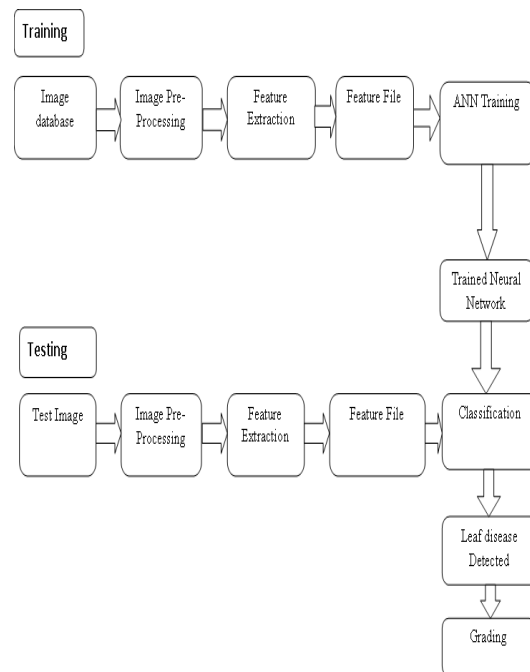 Training
Image
database
Image Pre-
Processing
Feature
Extraction
Feature File
ANN Training
Trained Neural
Network
Testing
Test Image
Image Pre-
Processing
Feature
Extraction
Feature File
Classification
Leaf disease
Detected
Grading